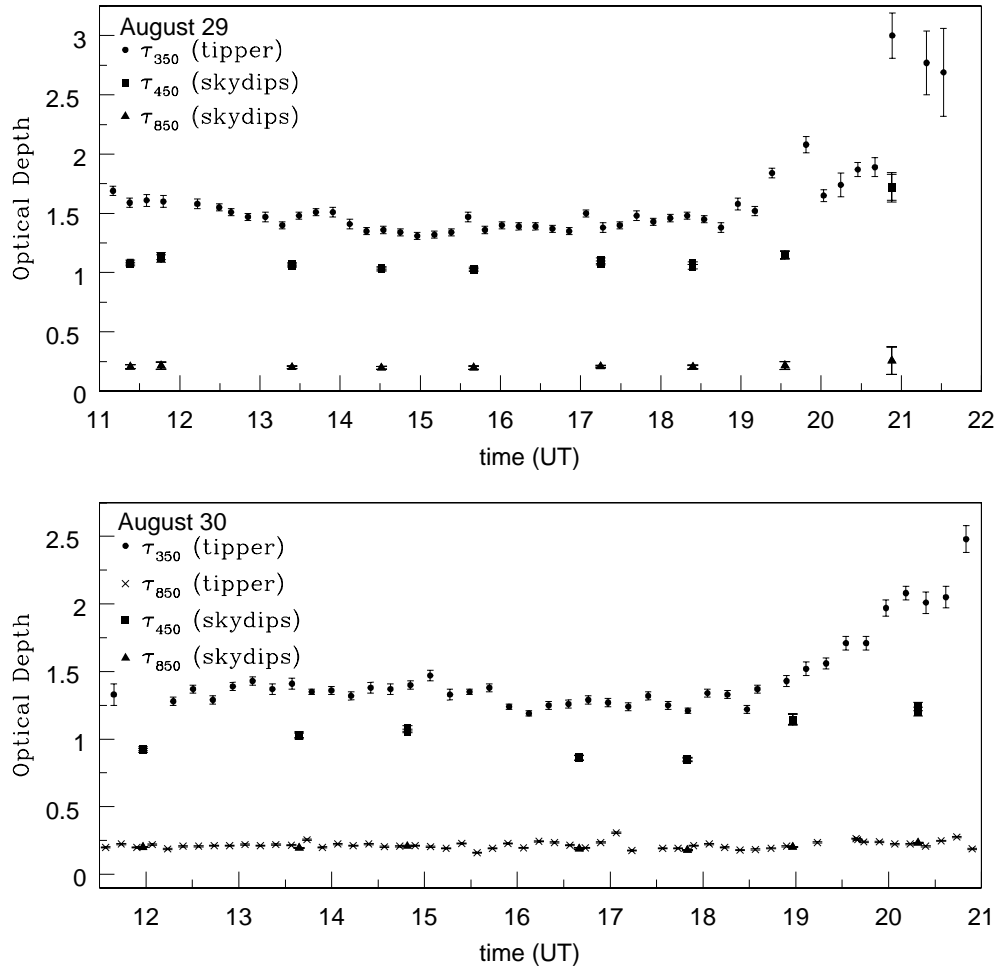 August 29
τ350 (tipper)
τ450 (skydips)
τ850 (skydips)
Optical Depth
3
2.5
2
1.5
1
0.5
0
11 12 13 14 15 16 17 18 19 20 21 22
time (UT)
August 30
τ350 (tipper)
τ850 (tipper)
τ450 (skydips)
τ850 (skydips)
Optical Depth
2.5
2
1.5
1
0.5
0
12 13 14 15 16 17 18 19 20 21
time (UT)